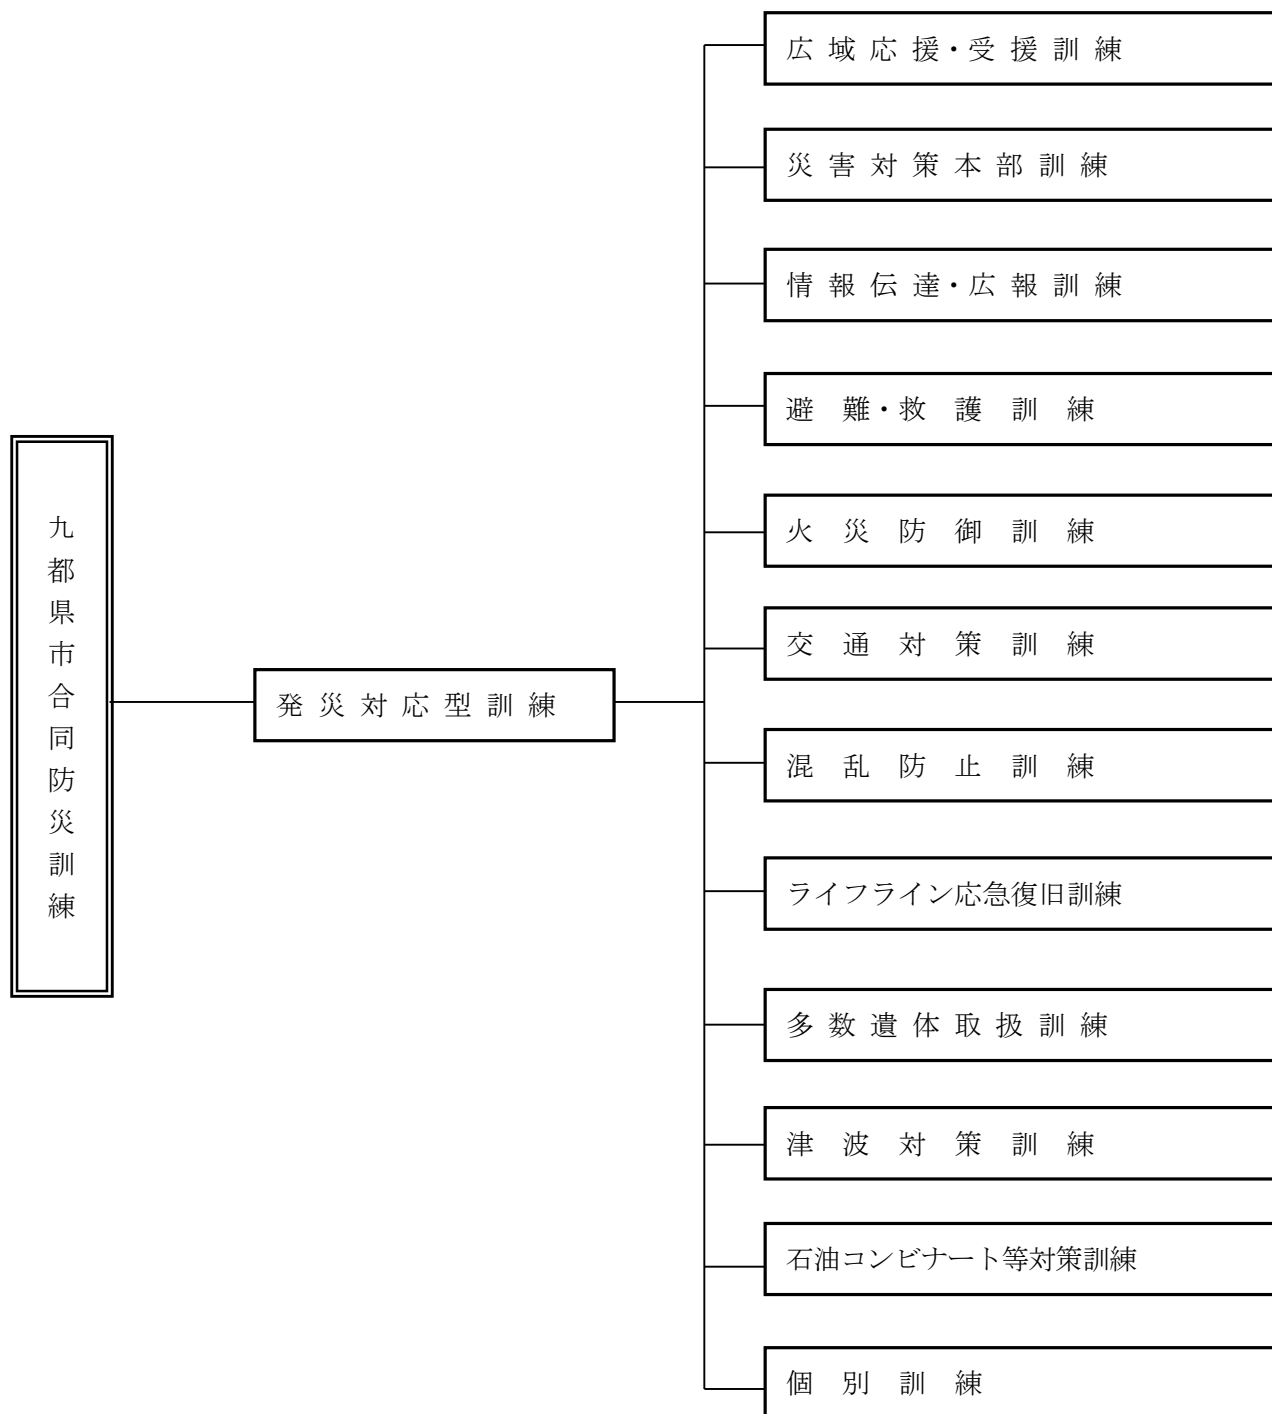 九都県市合同防災訓練
発災対応型訓練
広域応援・受援訓練
災害対策本部訓練
情報伝達・広報訓練
避難・救護訓練
火災防御訓練
交通対策訓練
混乱防止訓練
ライフライン応急復旧訓練
多数遺体取扱訓練
津波対策訓練
石油コンビナート等対策訓練
個別訓練